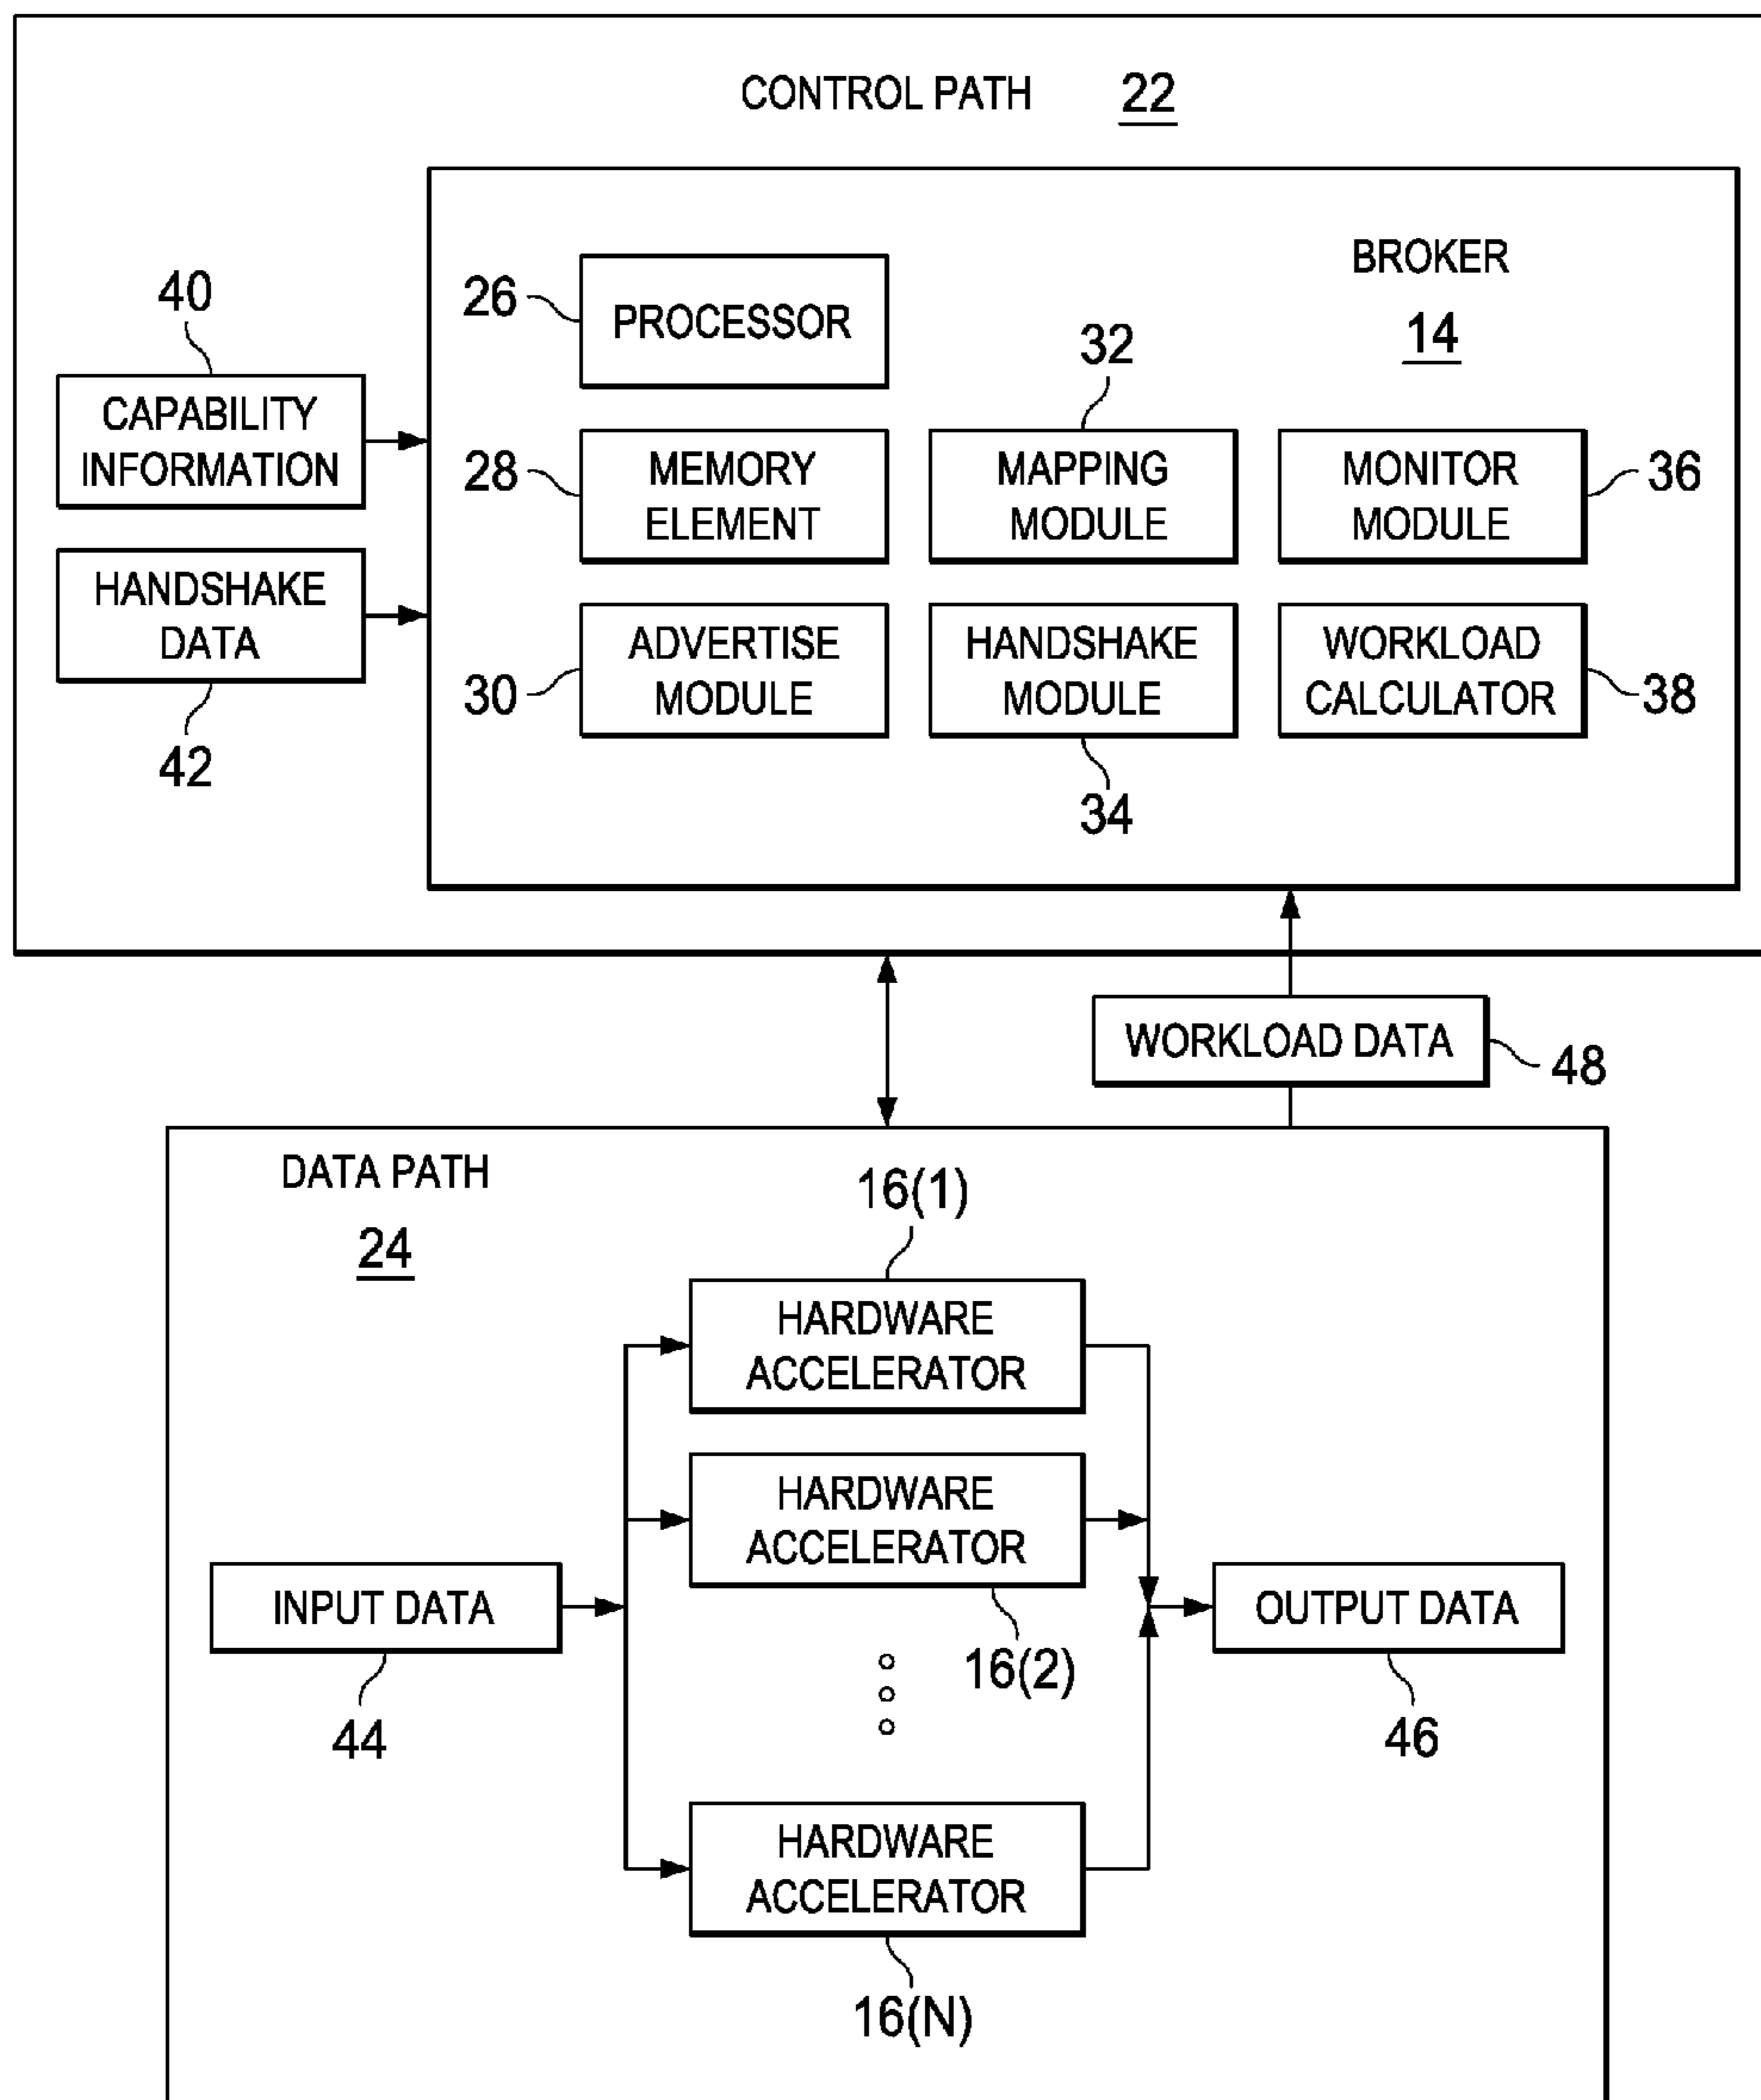 CONTROL PATH 22
BROKER
14
26
PROCESSOR
40
CAPABILITY
INFORMATION
32
28
MEMORY
ELEMENT
MAPPING
MODULE
MONITOR
MODULE
36
HANDSHAKE
DATA
42
30
ADVERTISE
MODULE
HANDSHAKE
MODULE
34
WORKLOAD
CALCULATOR
38
WORKLOAD DATA
48
DATA PATH
24
16(1)
HARDWARE
ACCELERATOR
HARDWARE
ACCELERATOR
16(2)
INPUT DATA
44
OUTPUT DATA
46
HARDWARE
ACCELERATOR
16(N)